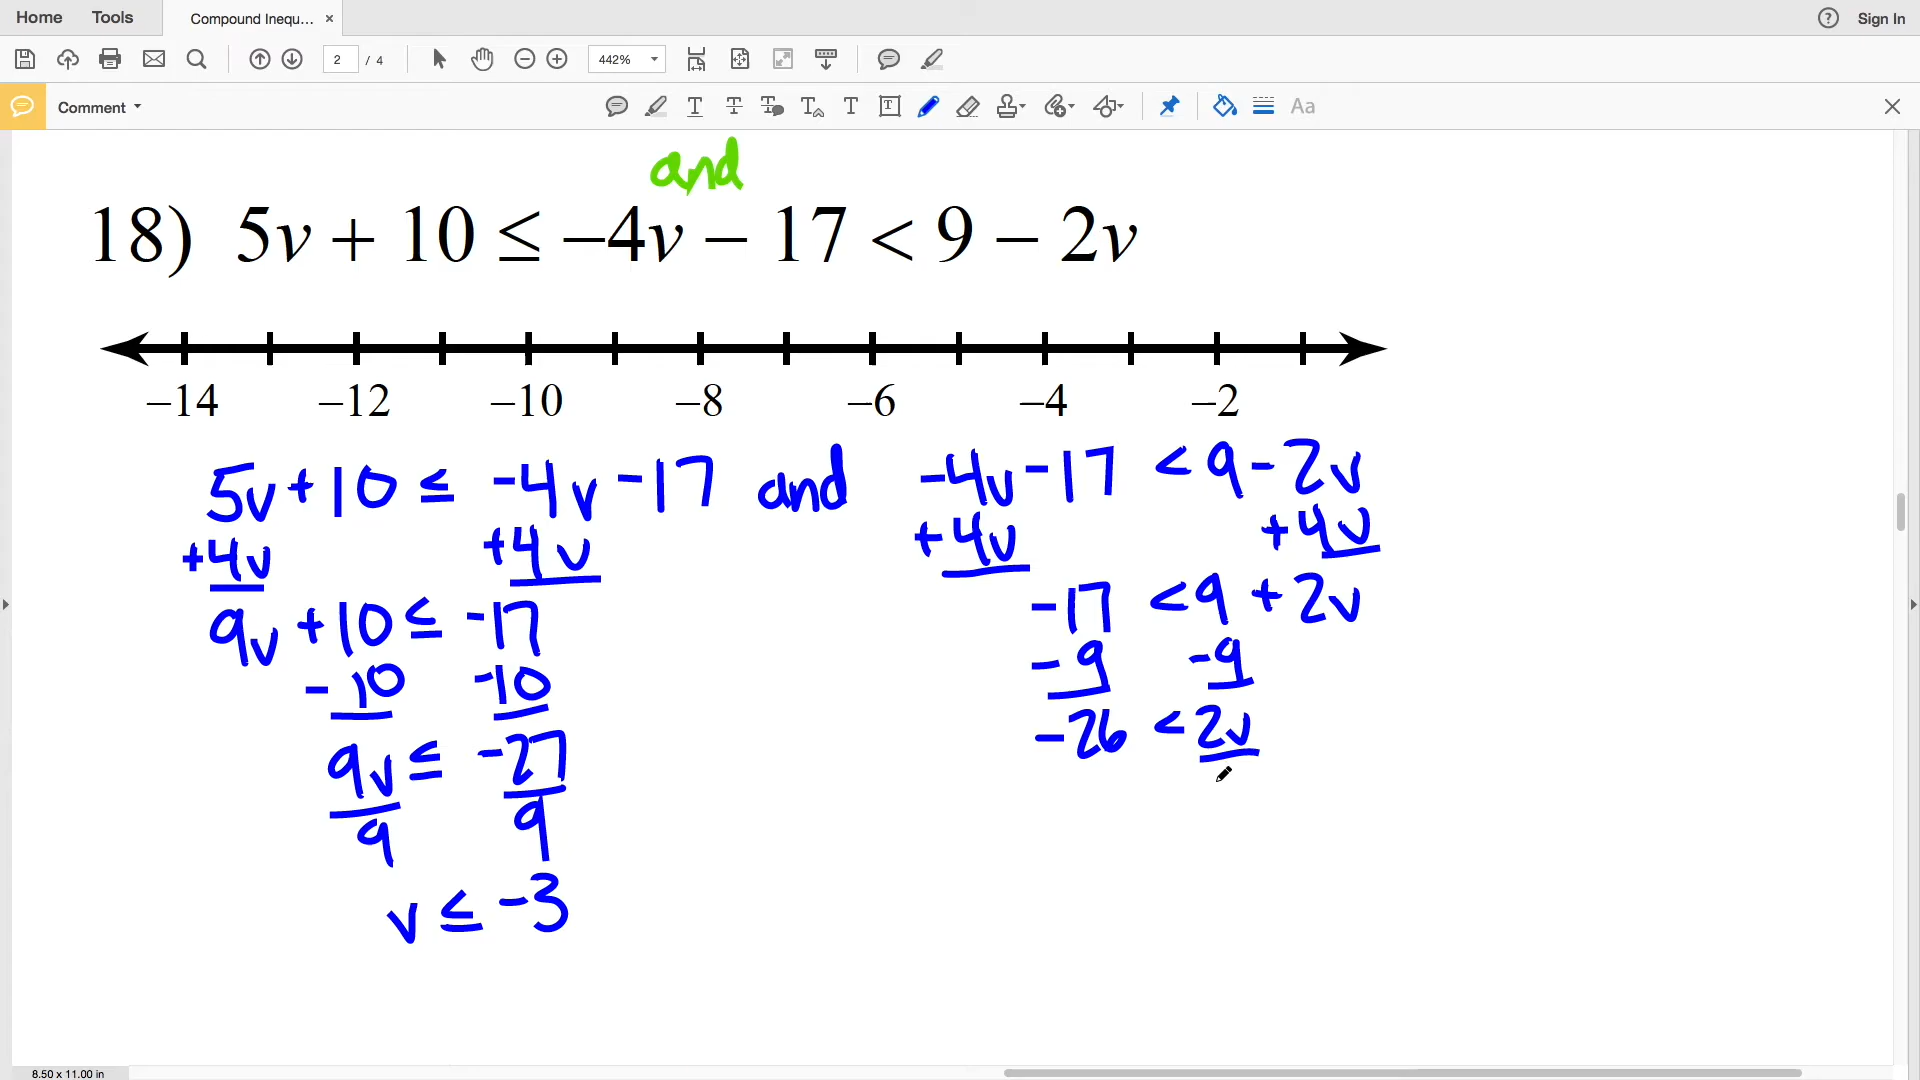 Home Tools Compound Inequ... × ? Sign In
2 / 4 442%
Comment T T T T T T Aa
and
18) 5v + 10 ≤ −4v − 17 < 9 − 2v
−14 −12 −10 −8 −6 −4 −2
5v + 10 ≤ -4v - 17 and -4v - 17 < 9 - 2v
+4v +4v +4v +4v
9v + 10 ≤ -17 -17 < 9 + 2v
- 10 -10 - 9 -9
9v ≤ -27 -26 < 2v
9 9
v ≤ -3
8.50 x 11.00 in